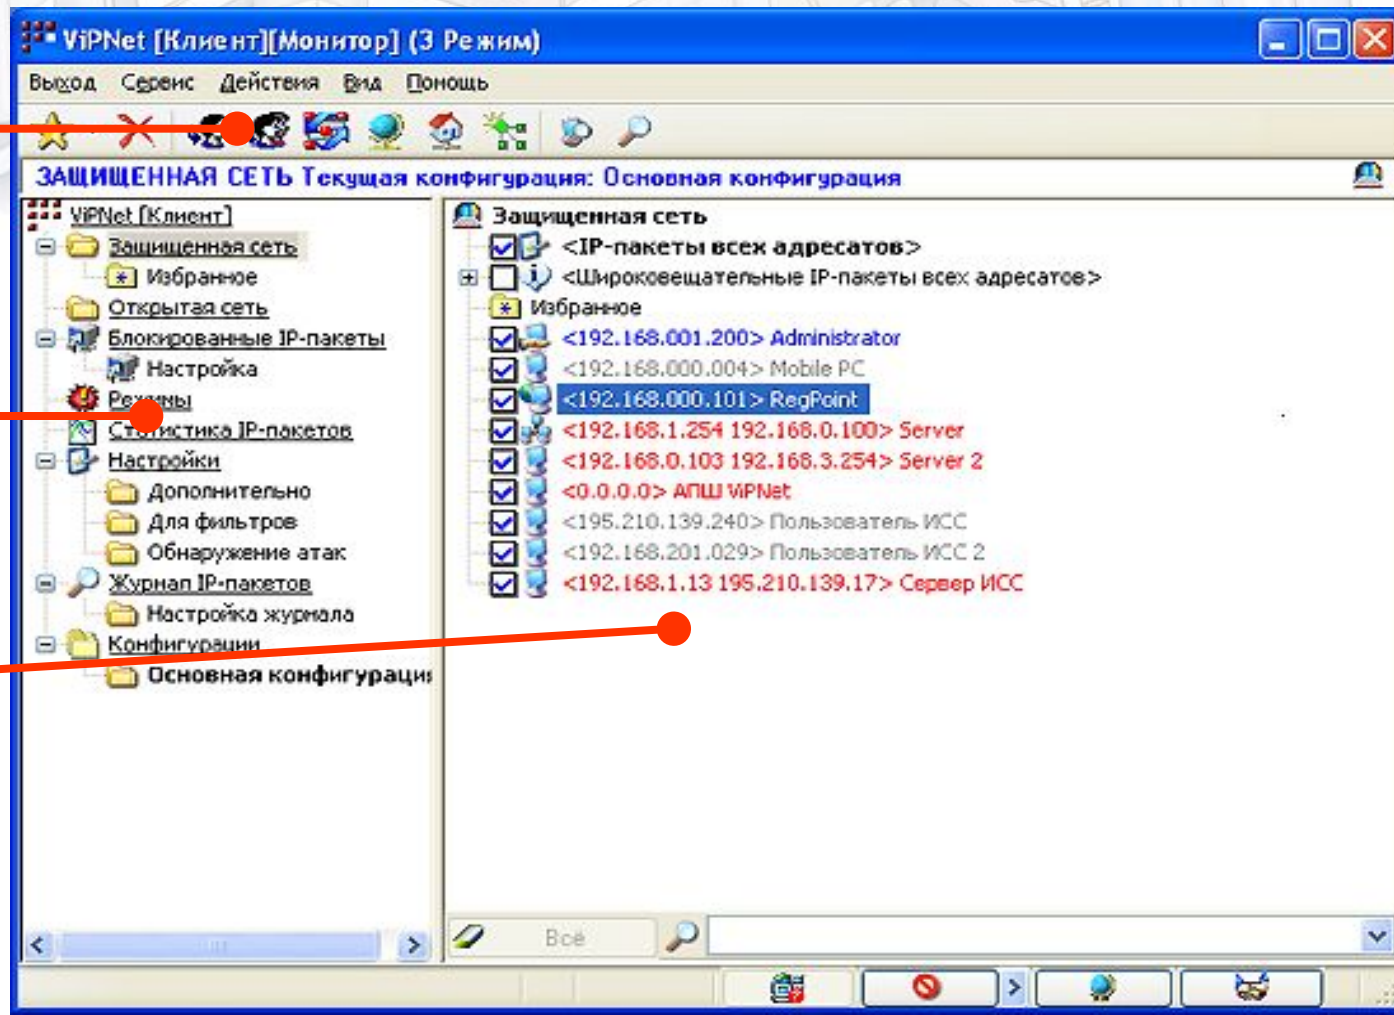 ViPNet [Клиент][Монитор] (3 Режим)
Выход Сервис Действия Вид Помощь
ЗАЩИЩЕННАЯ СЕТЬ Текущая конфигурация: Основная конфигурация
ViPNet [Клиент]
Защищенная сеть
Избранное
Открытая сеть
Блокированные IP-пакеты
Настройка
Режимы
Статистика IP-пакетов
Настройки
Дополнительно
Для фильтров
Обнаружение атак
Журнал IP-пакетов
Настройка журнала
Конфигурации
Основная конфигурация
Защищенная сеть
<IP-пакеты всех адресатов>
<Широковещательные IP-пакеты всех адресатов>
Избранное
<192.168.001.200> Administrator
<192.168.000.004> Mobile PC
<192.168.000.101> RegPoint
<192.168.1.254 192.168.0.100> Server
<192.168.0.103 192.168.3.254> Server 2
<0.0.0.0> АПШ ViPNet
<195.210.139.240> Пользователь ИСС
<192.168.201.029> Пользователь ИСС 2
<192.168.1.13 195.210.139.17> Сервер ИСС
Всё